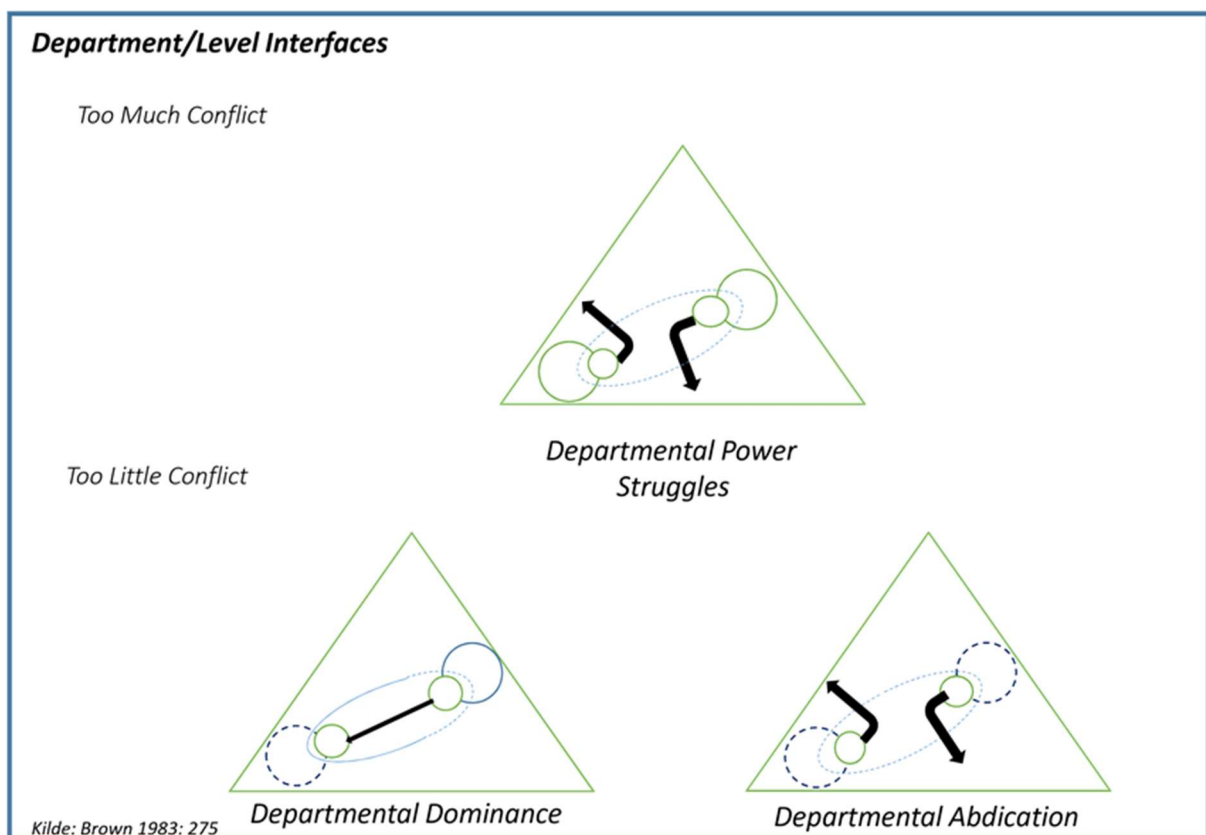 Department/Level Interfaces
Too Much Conflict
Departmental Power
Struggles
Too Little Conflict
Departmental Dominance
Departmental Abdication
Kilde: Brown 1983: 275